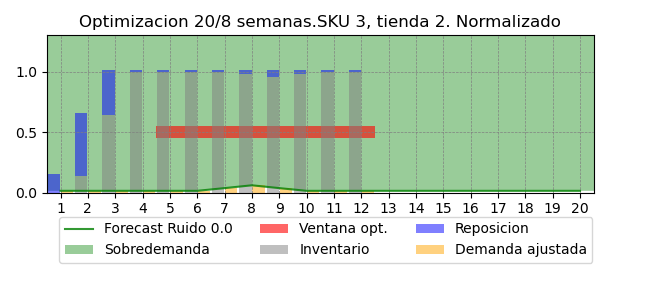 Optimizacion 20/8 semanas.SKU 3, tienda 2. Normalizado
1.0
0.5
0.0
1 2 3 4 5 6 7 8 9 10 11 12 13 14 15 16 17 18 19 20
Forecast Ruido 0.0 Ventana opt. Reposicion
Sobredemanda Inventario Demanda ajustada